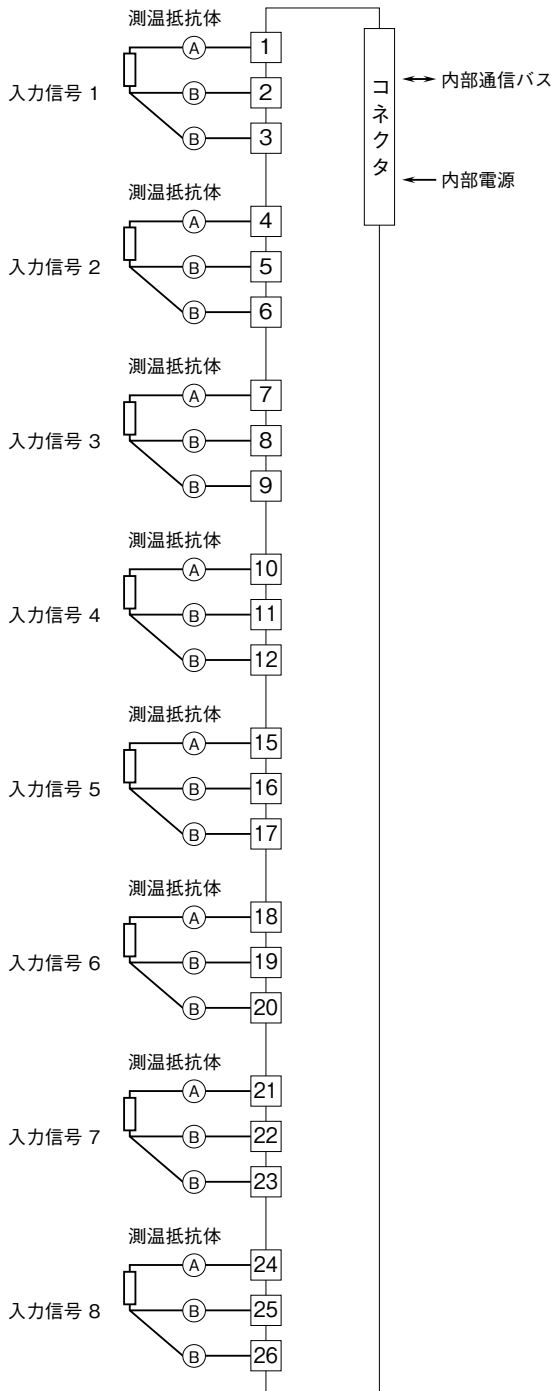 測温抵抗体
入力信号 1
A 1
B 2
B 3
コネクタ
内部通信バス
内部電源
測温抵抗体
入力信号 2
A 4
B 5
B 6
測温抵抗体
入力信号 3
A 7
B 8
B 9
測温抵抗体
入力信号 4
A 10
B 11
B 12
測温抵抗体
入力信号 5
A 15
B 16
B 17
測温抵抗体
入力信号 6
A 18
B 19
B 20
測温抵抗体
入力信号 7
A 21
B 22
B 23
測温抵抗体
入力信号 8
A 24
B 25
B 26